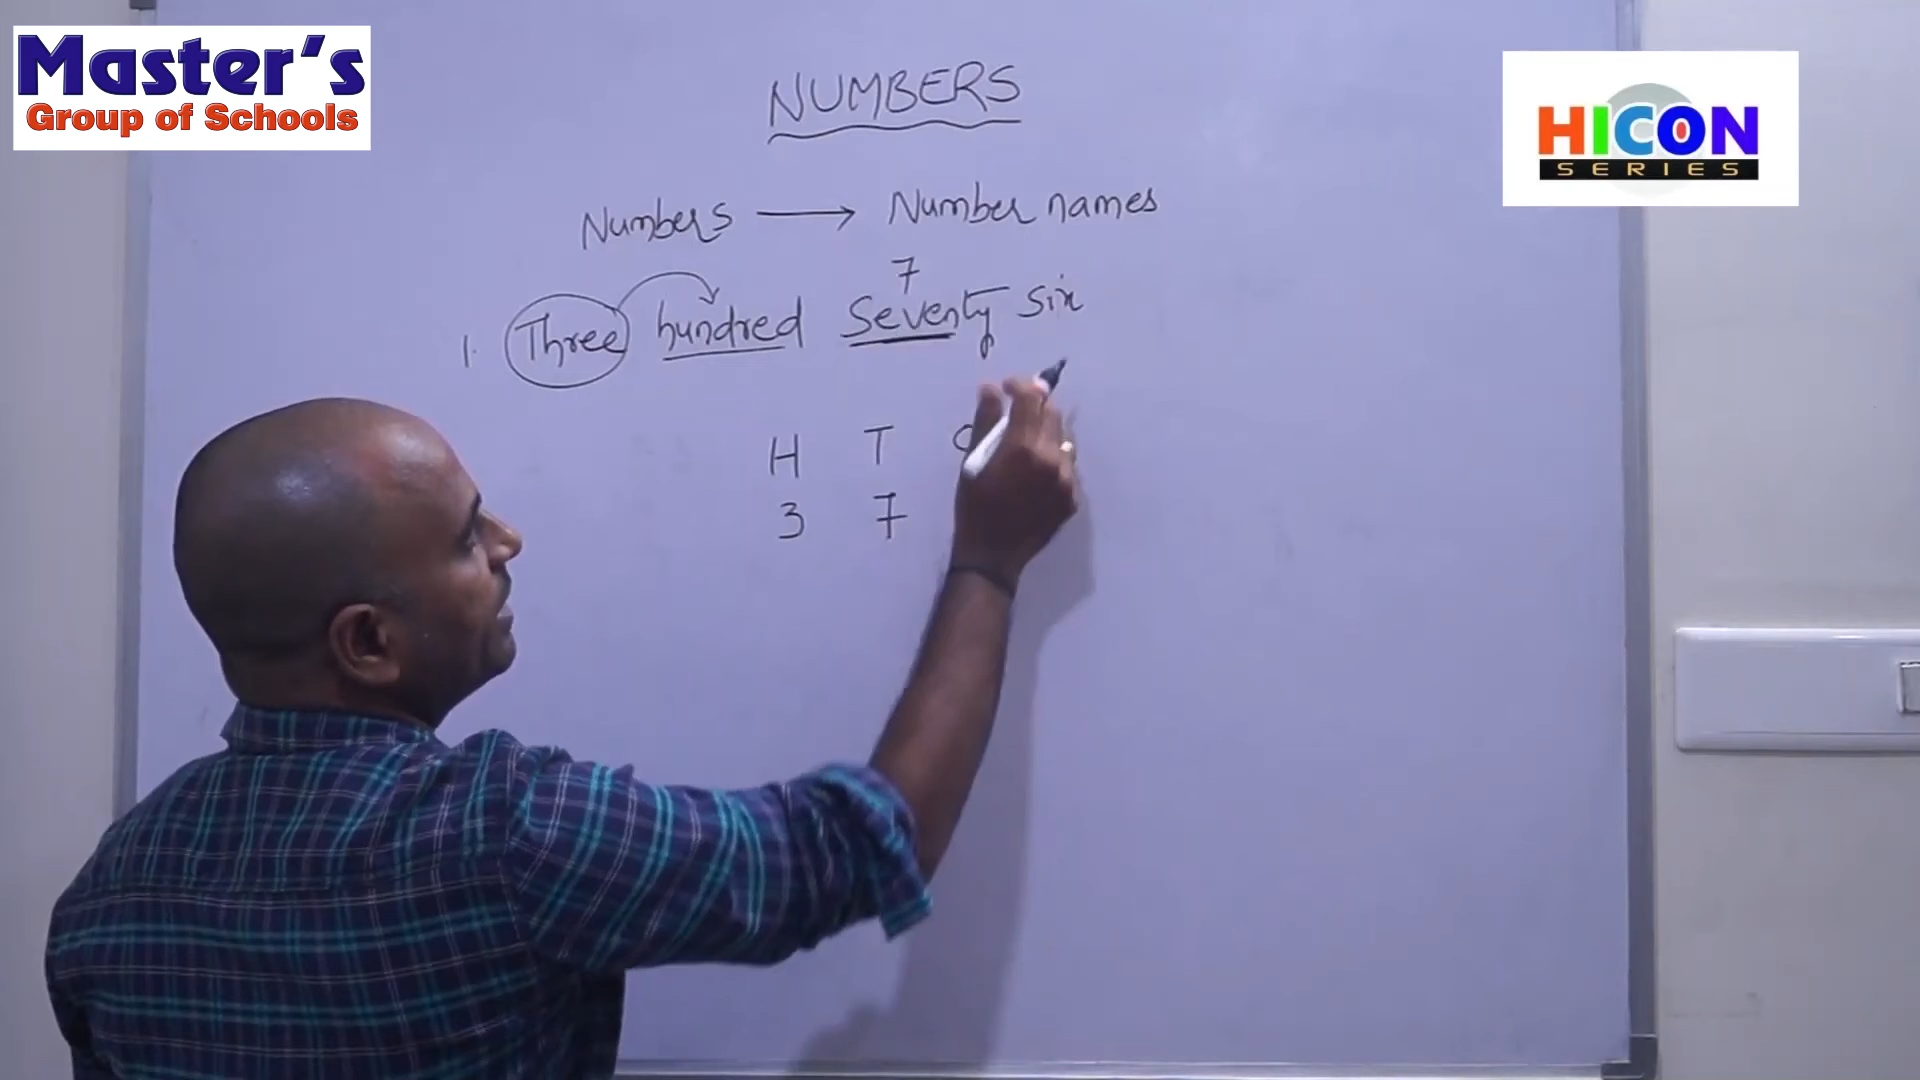 Master's
Group of Schools
HICON
SERIES
NUMBERS
Numbers → Number names
7
1. Three hundred Seventy Six
H T
3 7